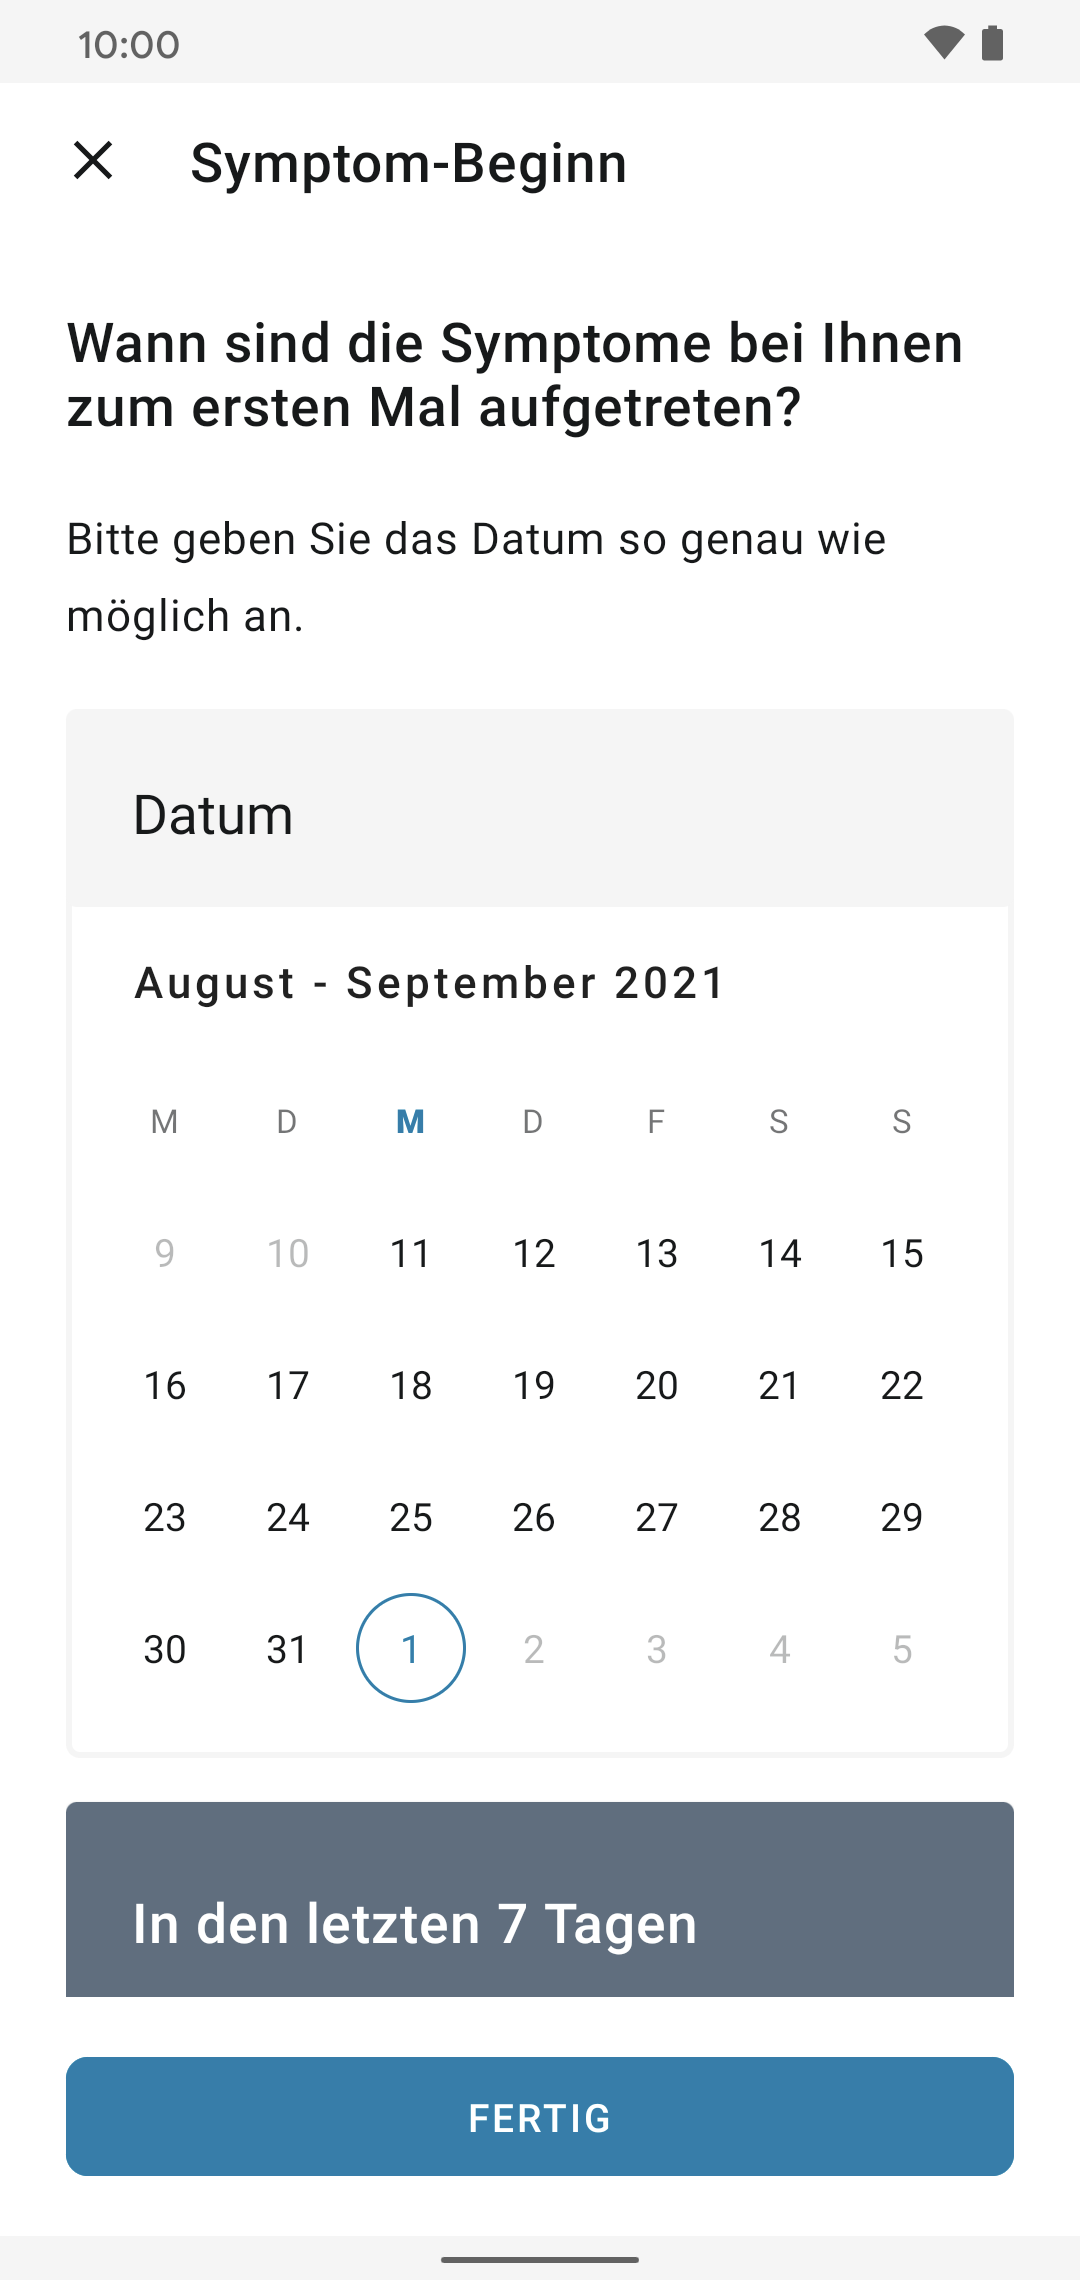 10:00
Symptom-Beginn
Wann sind die Symptome bei Ihnen
zum ersten Mal aufgetreten?
Bitte geben Sie das Datum so genau wie
möglich an.
Datum
August - September 2021
M D M D F S S
9 10 11 12 13 14 15
16 17 18 19 20 21 22
23 24 25 26 27 28 29
30 31 1 2 3 4 5
In den letzten 7 Tagen
FERTIG